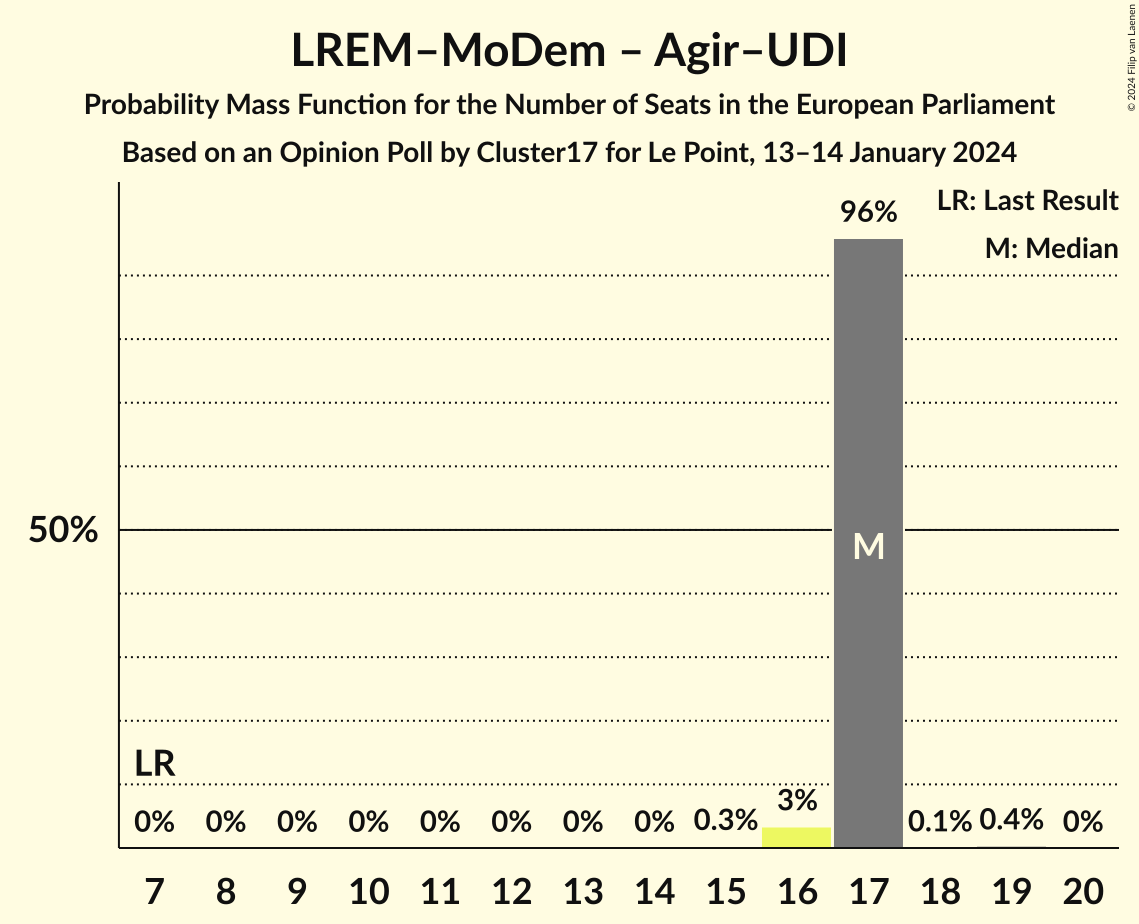 LREM–MoDem – Agir–UDI
Probability Mass Function for the Number of Seats in the European Parliament
Based on an Opinion Poll by Cluster17 for Le Point, 13–14 January 2024
© 2024 Filip van Laenen
LR: Last Result
M: Median
96%
50%
M
LR
0% 0% 0% 0% 0% 0% 0% 0% 0.3% 3% 0.1% 0.4% 0%
7 8 9 10 11 12 13 14 15 16 17 18 19 20